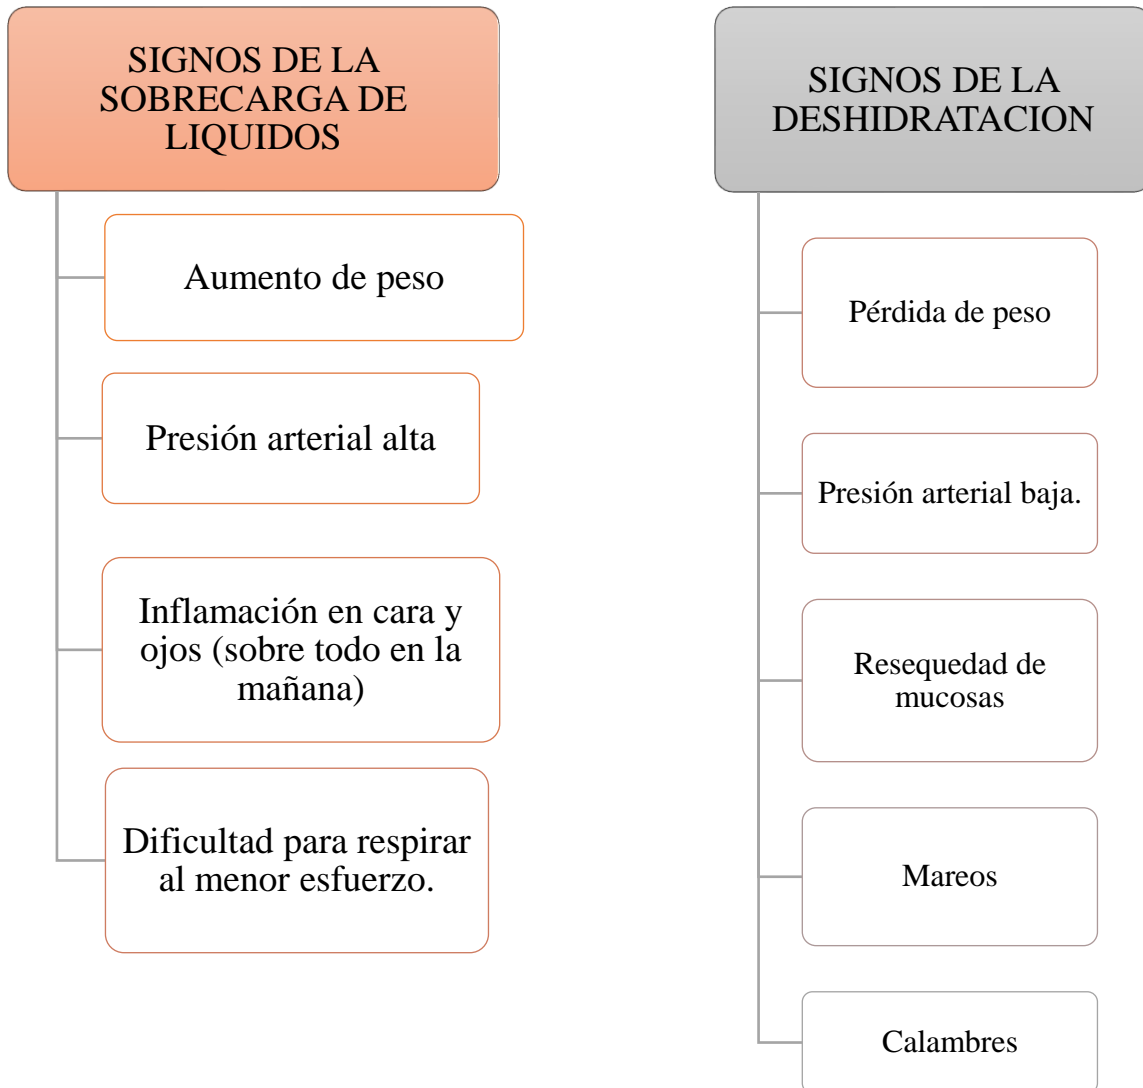 SIGNOS DE LA
SOBRECARGA DE
LIQUIDOS
Aumento de peso
Presión arterial alta
Inflamación en cara y
ojos (sobre todo en la
mañana)
Dificultad para respirar
al menor esfuerzo.
SIGNOS DE LA
DESHIDRATACION
Pérdida de peso
Presión arterial baja.
Resequedad de
mucosas
Mareos
Calambres